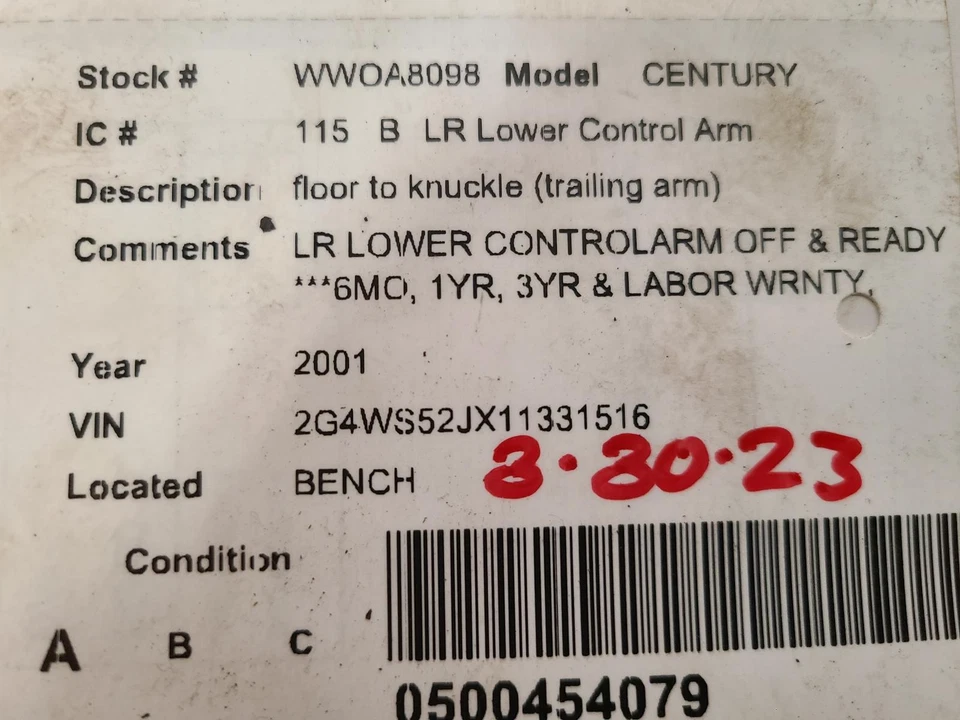 Stock # WWOA8098 Model CENTURY
IC # 115 B LR Lower Control Arm
Description floor to knuckle (trailing arm)
Comments LR LOWER CONTROLARM OFF & READY
***6MO, 1YR, 3YR & LABOR WRNTY,
Year 2001
VIN 2G4WS52JX11331516
Located BENCH
3.30.23
Condition
A B C
0500454079